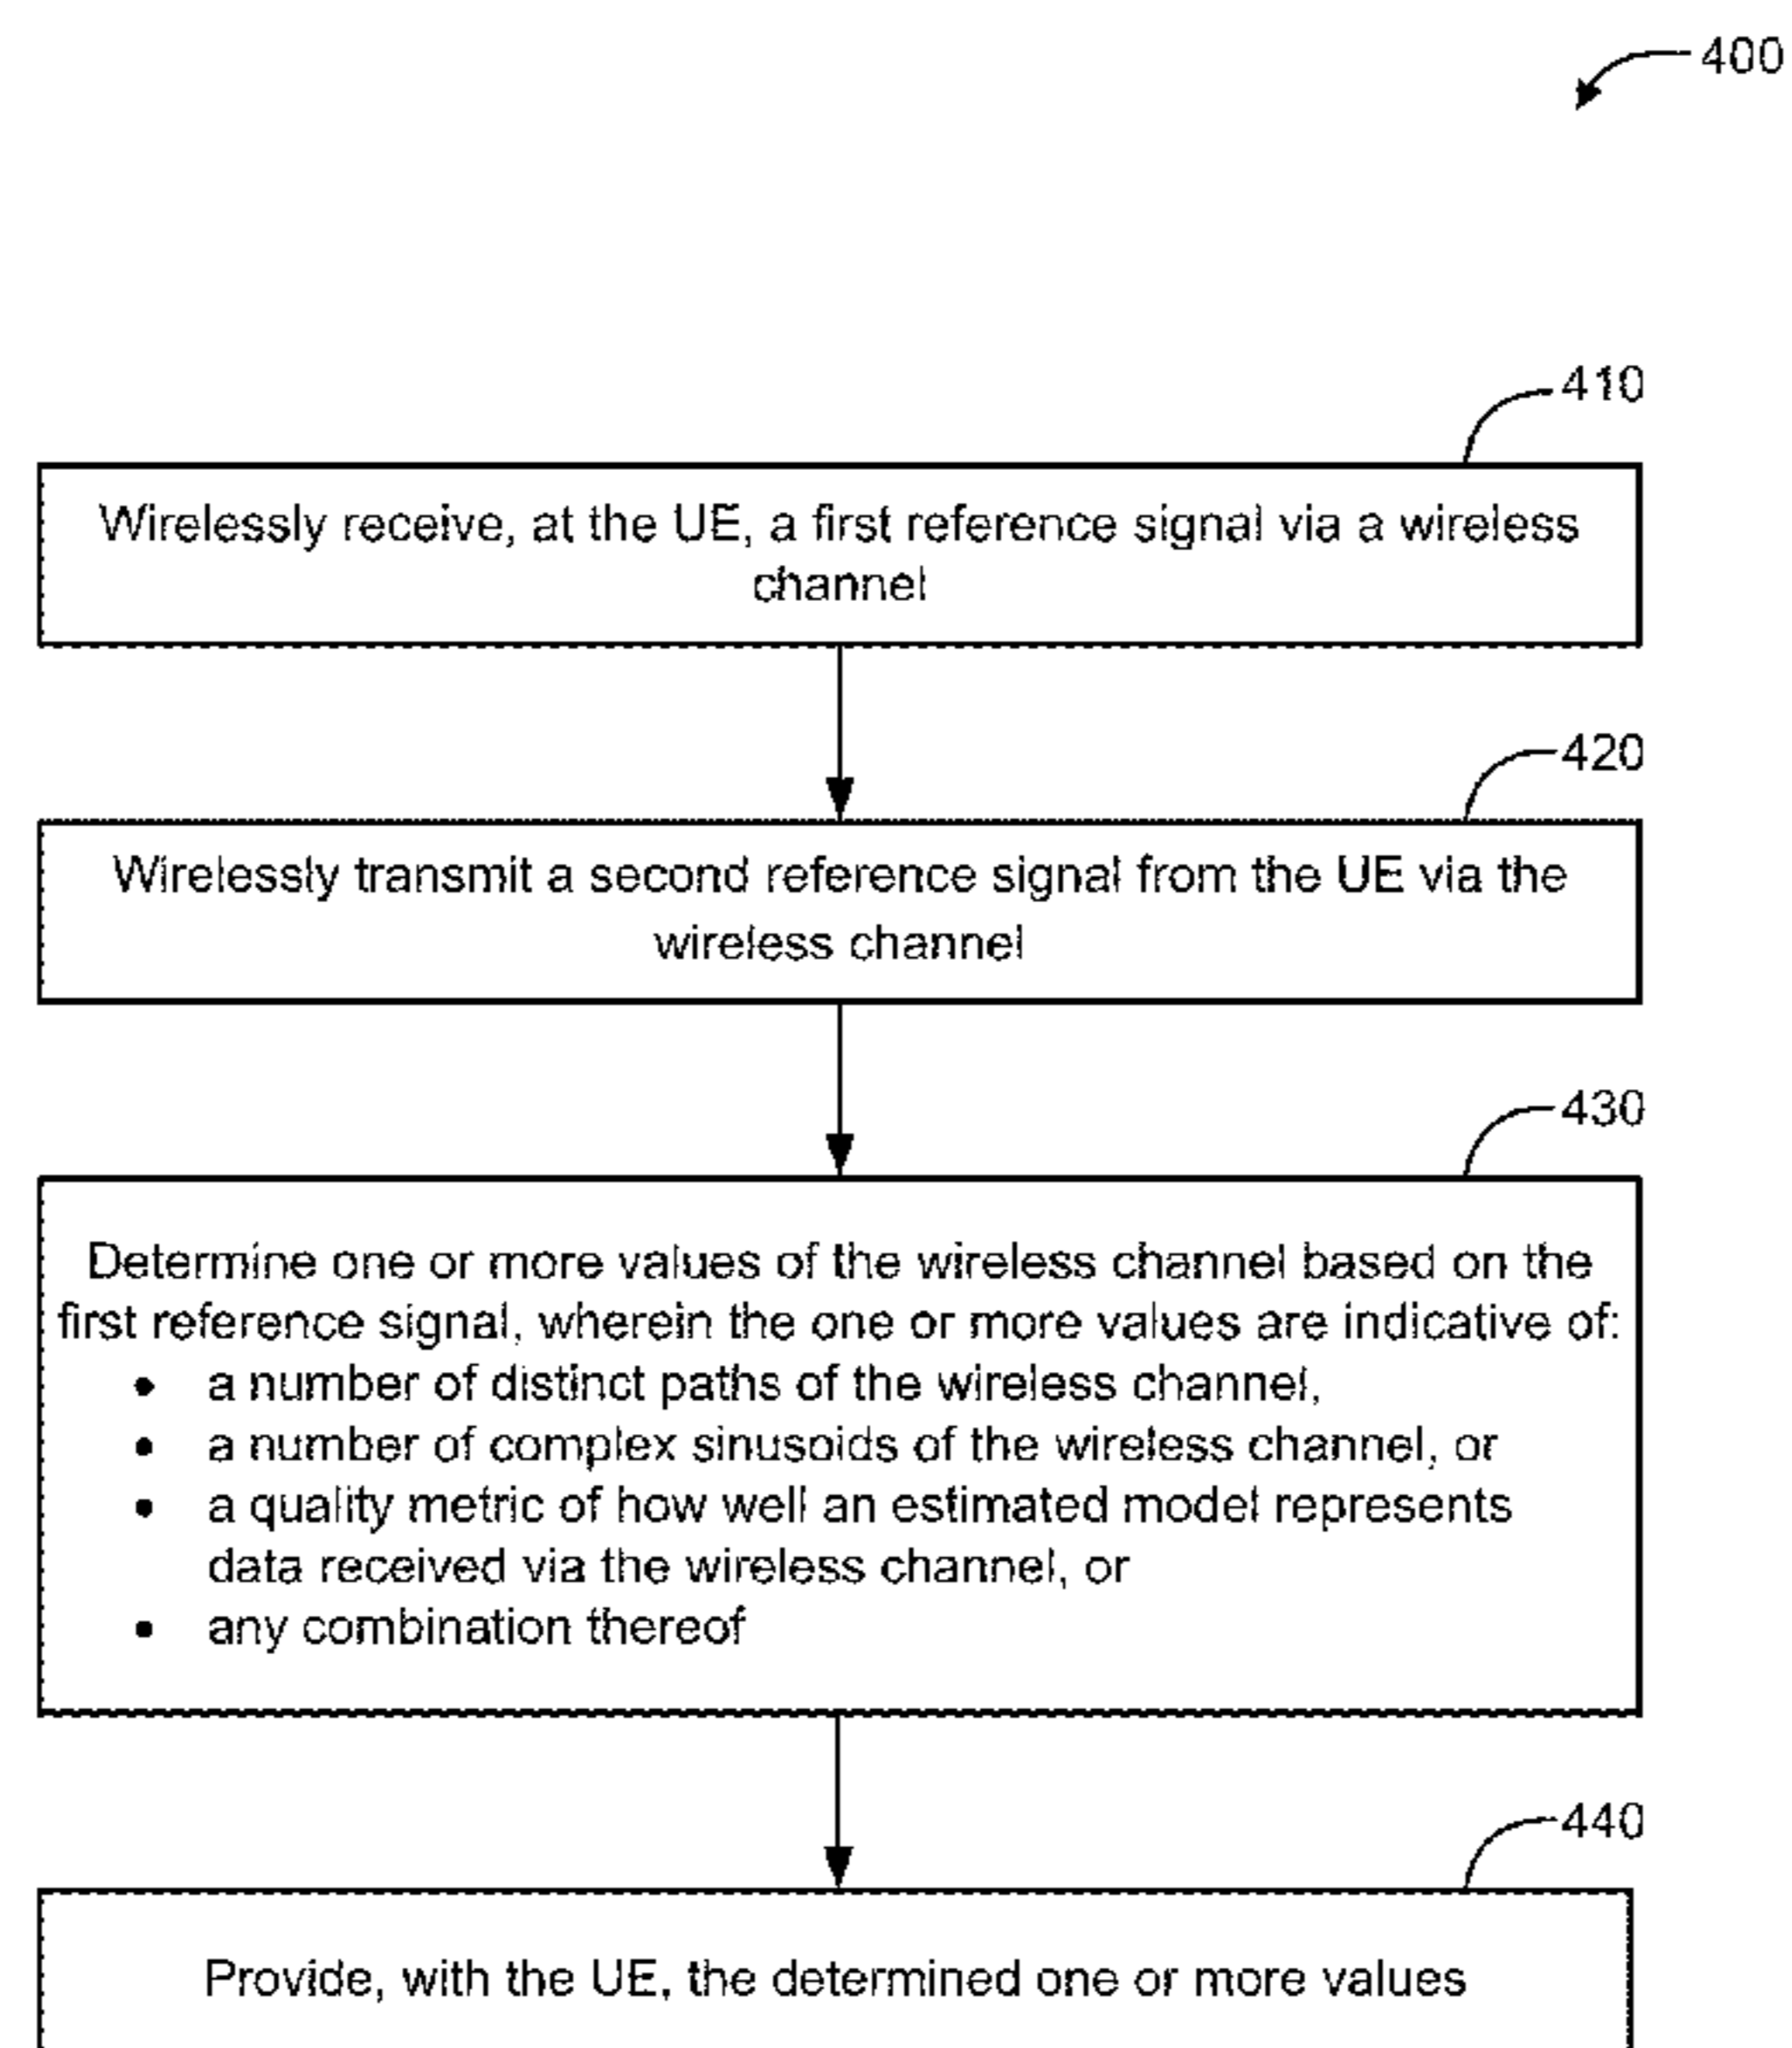 400
410
Wirelessly receive, at the UE, a first reference signal via a wireless
channel
420
Wirelessly transmit a second reference signal from the UE via the
wireless channel
430
Determine one or more values of the wireless channel based on the
first reference signal, wherein the one or more values are indicative of:
• a number of distinct paths of the wireless channel,
• a number of complex sinusoids of the wireless channel, or
• a quality metric of how well an estimated model represents
data received via the wireless channel, or
• any combination thereof
440
Provide, with the UE, the determined one or more values